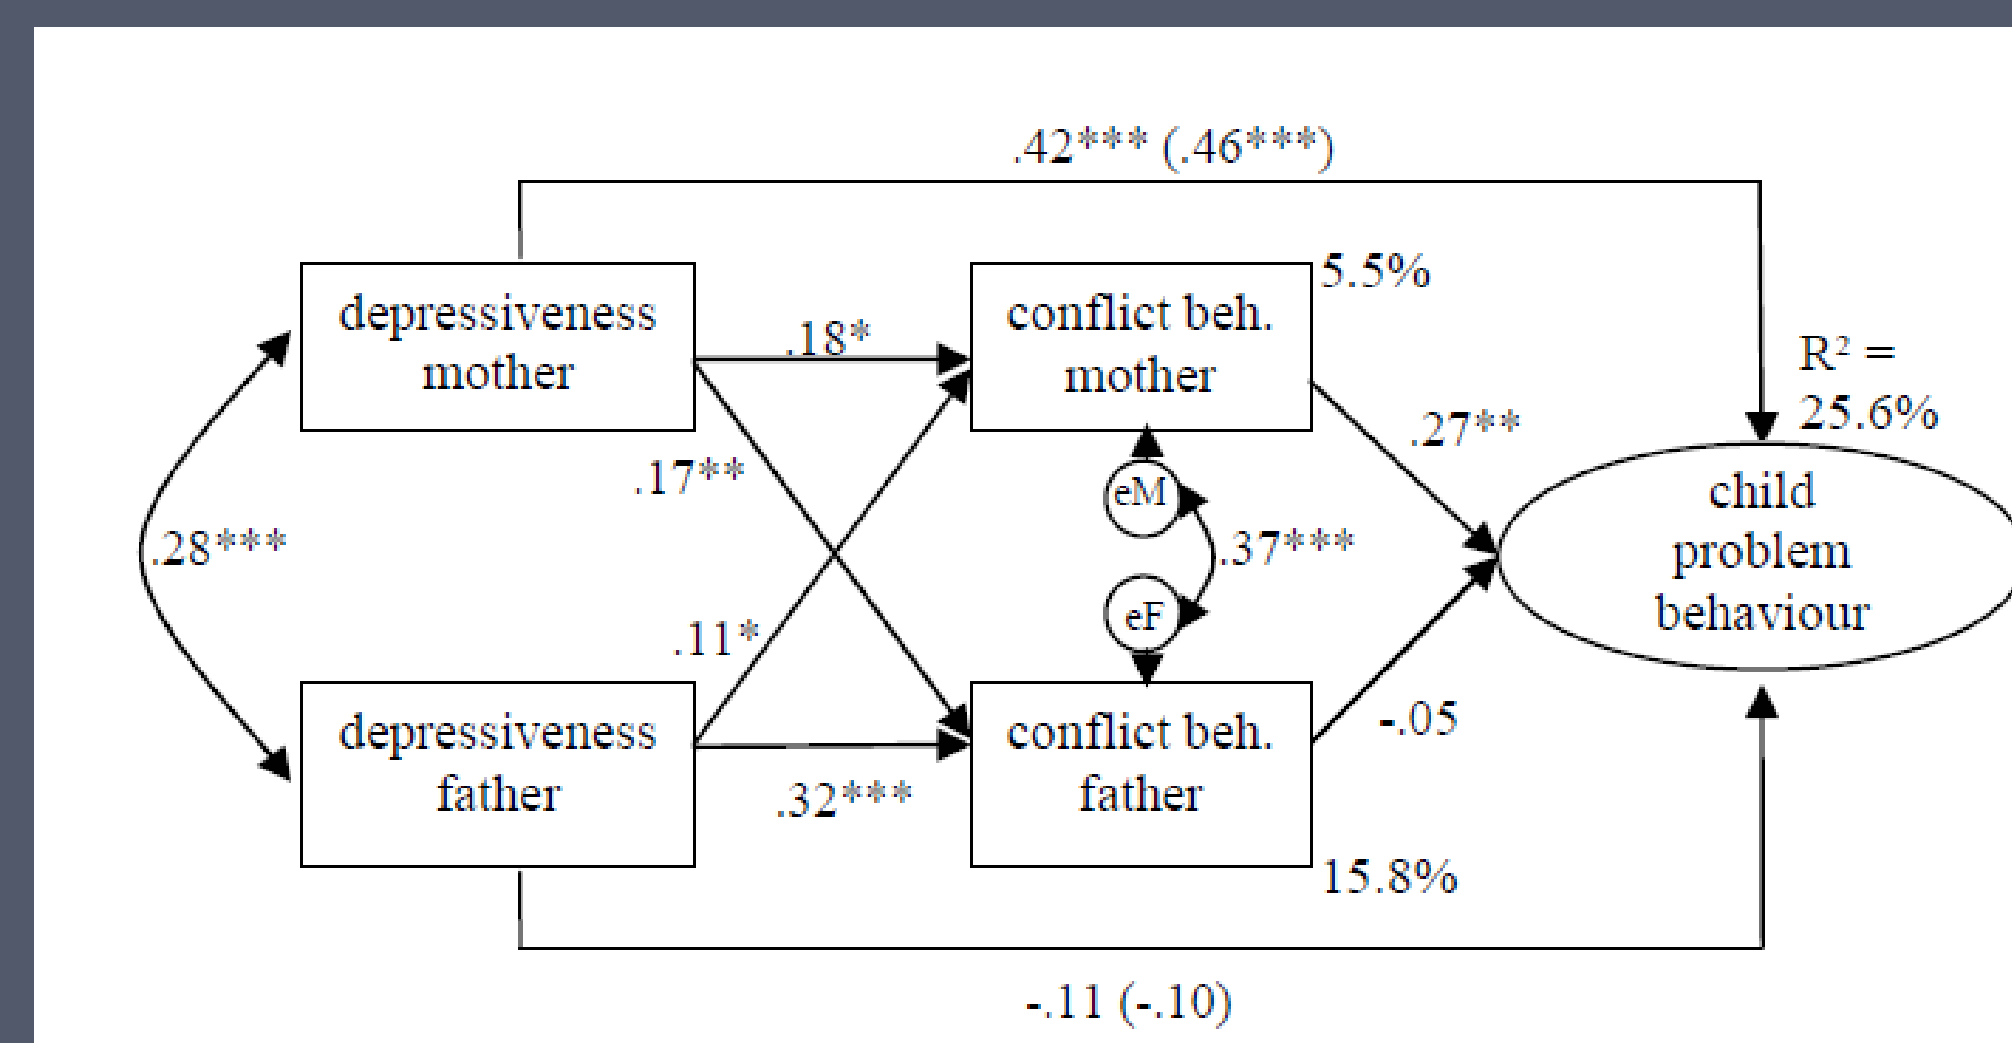 .42*** (.46***)
5.5%
depressiveness
mother
conflict beh.
mother
.18*
R² =
25.6%
.27**
.17**
child
problem
behaviour
eM
.28***
.37***
eF
.11*
depressiveness
father
conflict beh.
father
-.05
.32***
15.8%
-.11 (-.10)